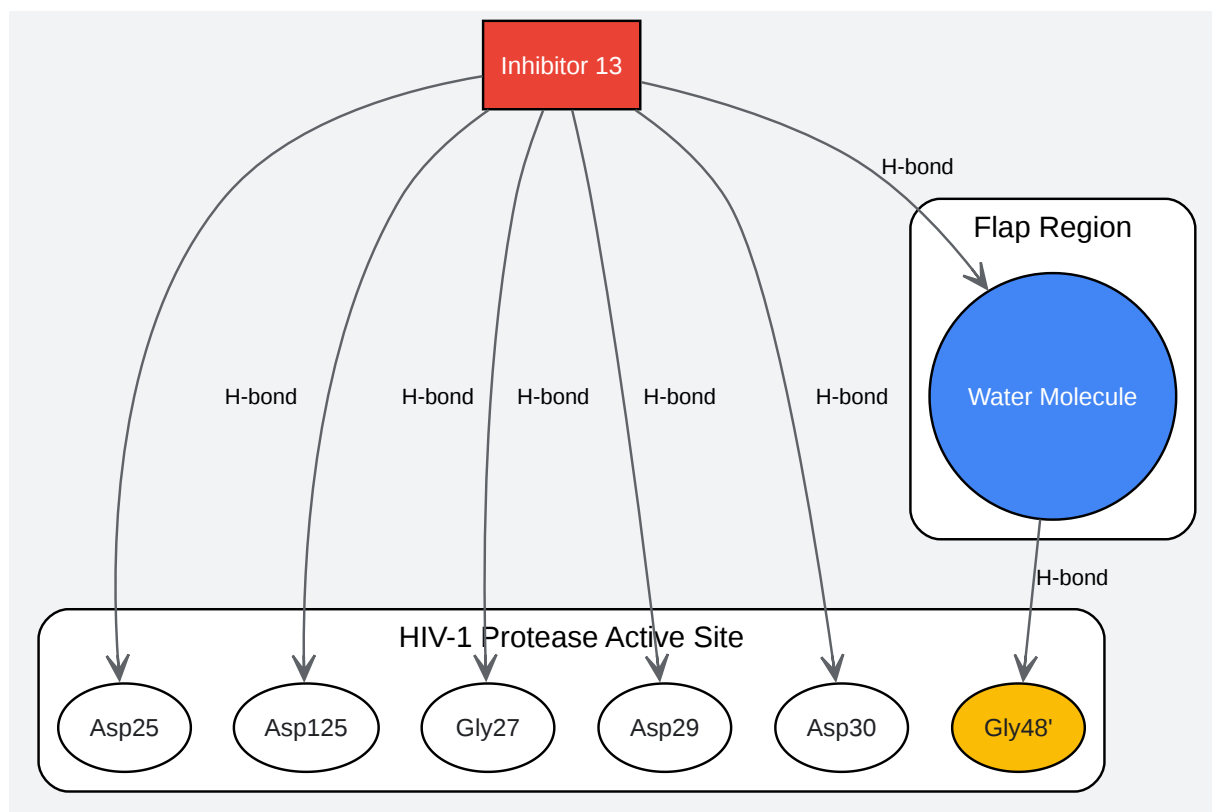 Inhibitor 13
H-bond
Flap Region
Water Molecule
H-bond
H-bond
H-bond
H-bond
H-bond
H-bond
HIV-1 Protease Active Site
Asp25
Asp125
Gly27
Asp29
Asp30
Gly48'